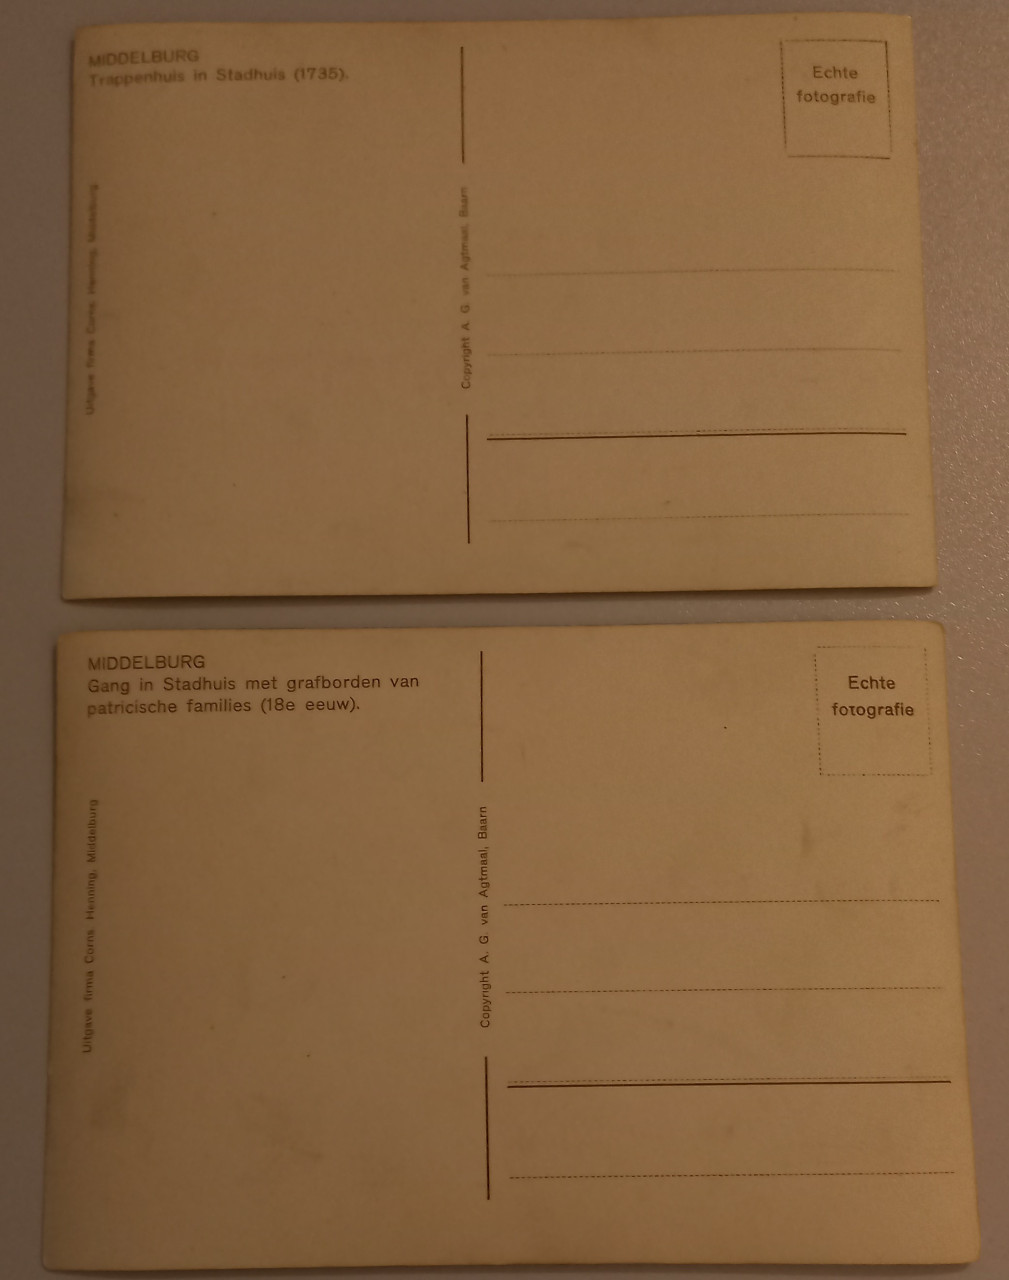 MIDDELBURG
Trappenhuis in Stadhuis (1735).
Echte
fotografie
Uitgave firma Corns. Henning, Middelburg
Copyright A. G. van Agtmaal, Baarn
MIDDELBURG
Gang in Stadhuis met grafborden van
patricische families (18e eeuw).
Echte
fotografie
Uitgave firma Corns. Henning, Middelburg
Copyright A. G. van Agtmaal, Baarn